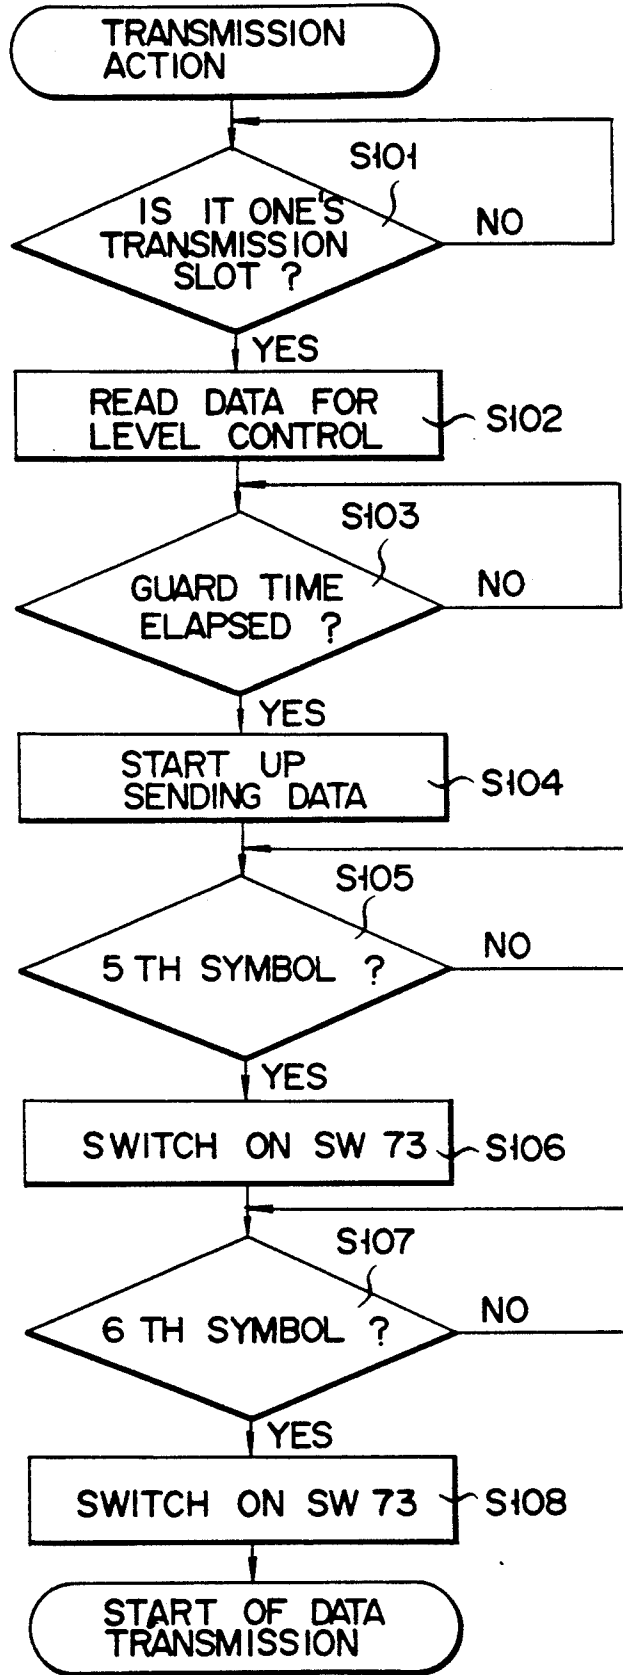 TRANSMISSION
ACTION
S101
IS IT ONE'S
TRANSMISSION
SLOT ?
NO
YES
READ DATA FOR
LEVEL CONTROL
S102
S103
GUARD TIME
ELAPSED ?
NO
YES
START UP
SENDING DATA
S104
S105
5 TH SYMBOL ?
NO
YES
SWITCH ON SW 73
S106
S107
6 TH SYMBOL ?
NO
YES
SWITCH ON SW 73
S108
START OF DATA
TRANSMISSION